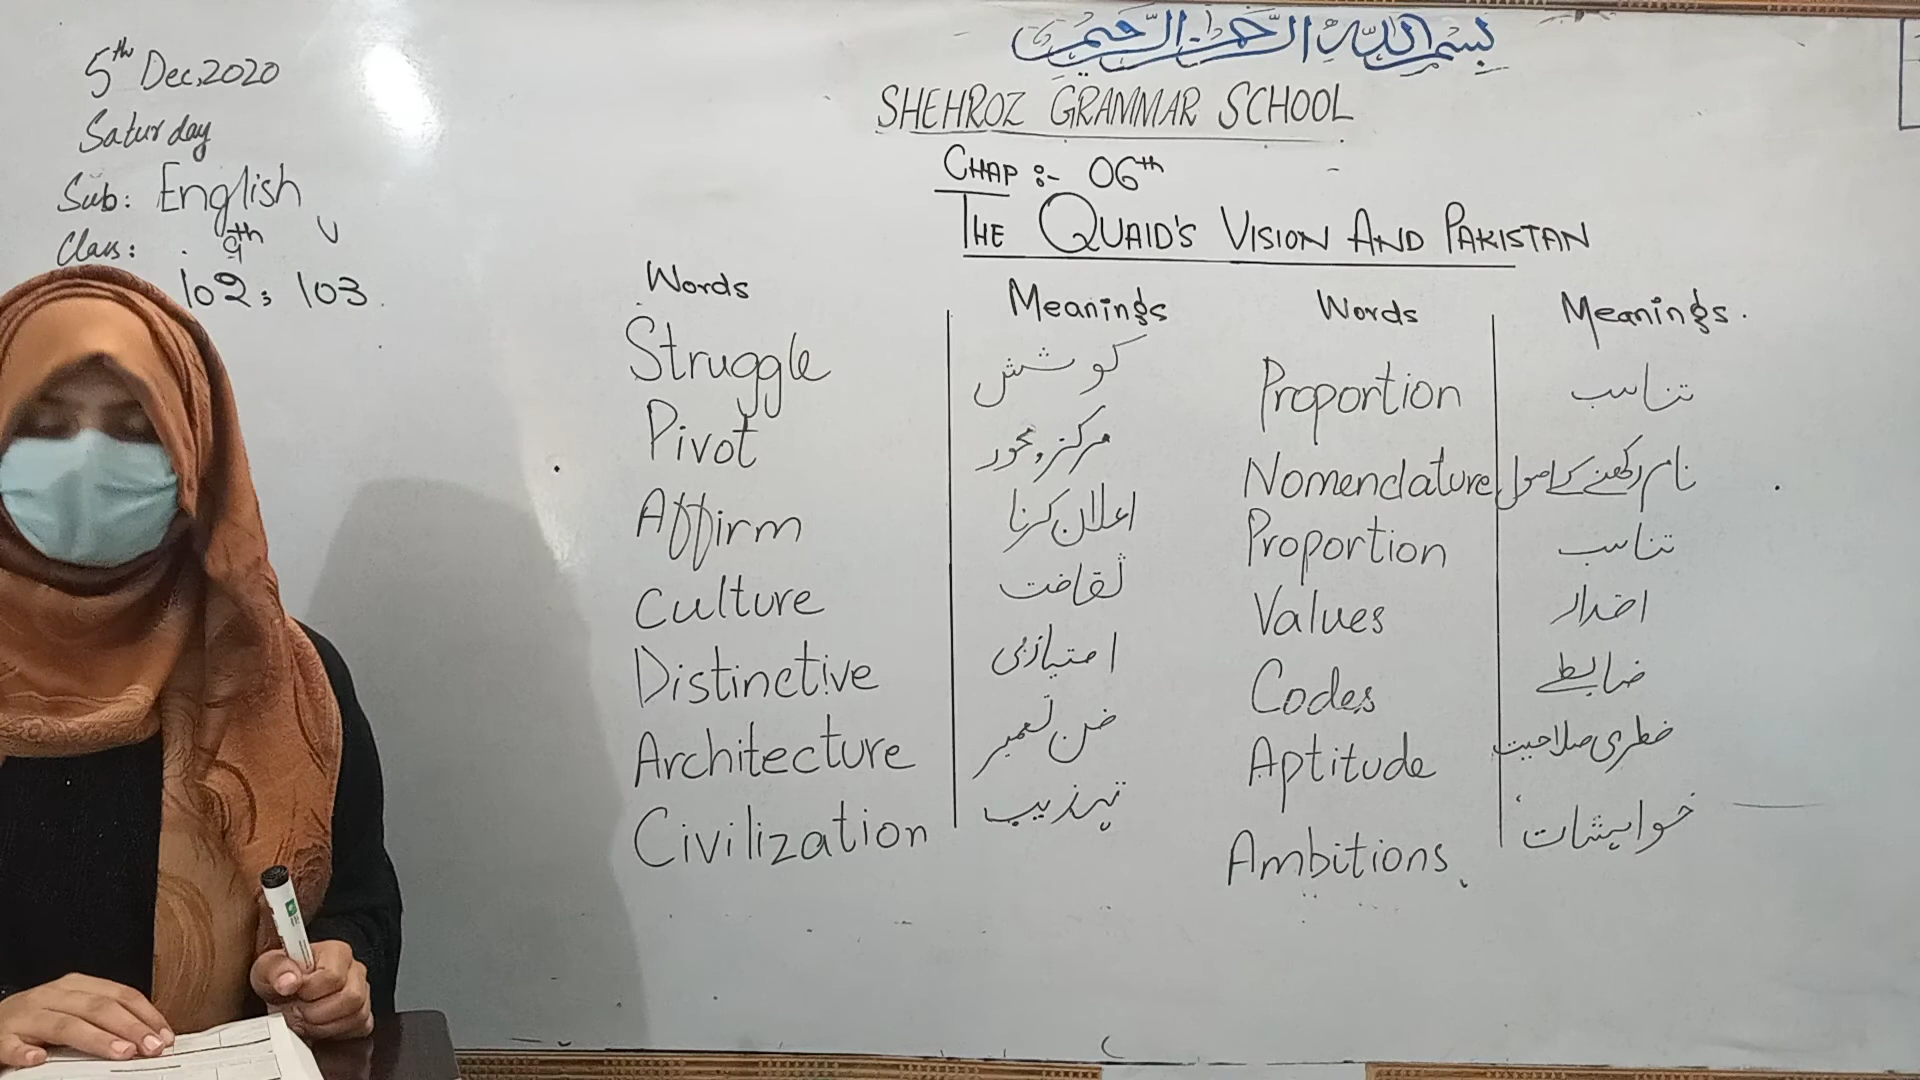 بسم الله الرحمن الرحيم
5th Dec, 2020
Saturday
Sub: English
Class: 9th
102, 103
SHEHROZ GRAMMAR SCHOOL
CHAP :- 06th
THE QUAID'S VISION AND PAKISTAN
Words Meanings Words Meanings.
Struggle کوشش Proportion تناسب
Pivot مرکز، محور Nomenclature نام رکھنے کا اصول
Affirm اعلان کرنا Proportion تناسب
Culture ثقافت Values اقدار
Distinctive امتیازی Codes ضابطے
Architecture فن تعمیر Aptitude فطری صلاحیت
Civilization تہذیب Ambitions خواہشات